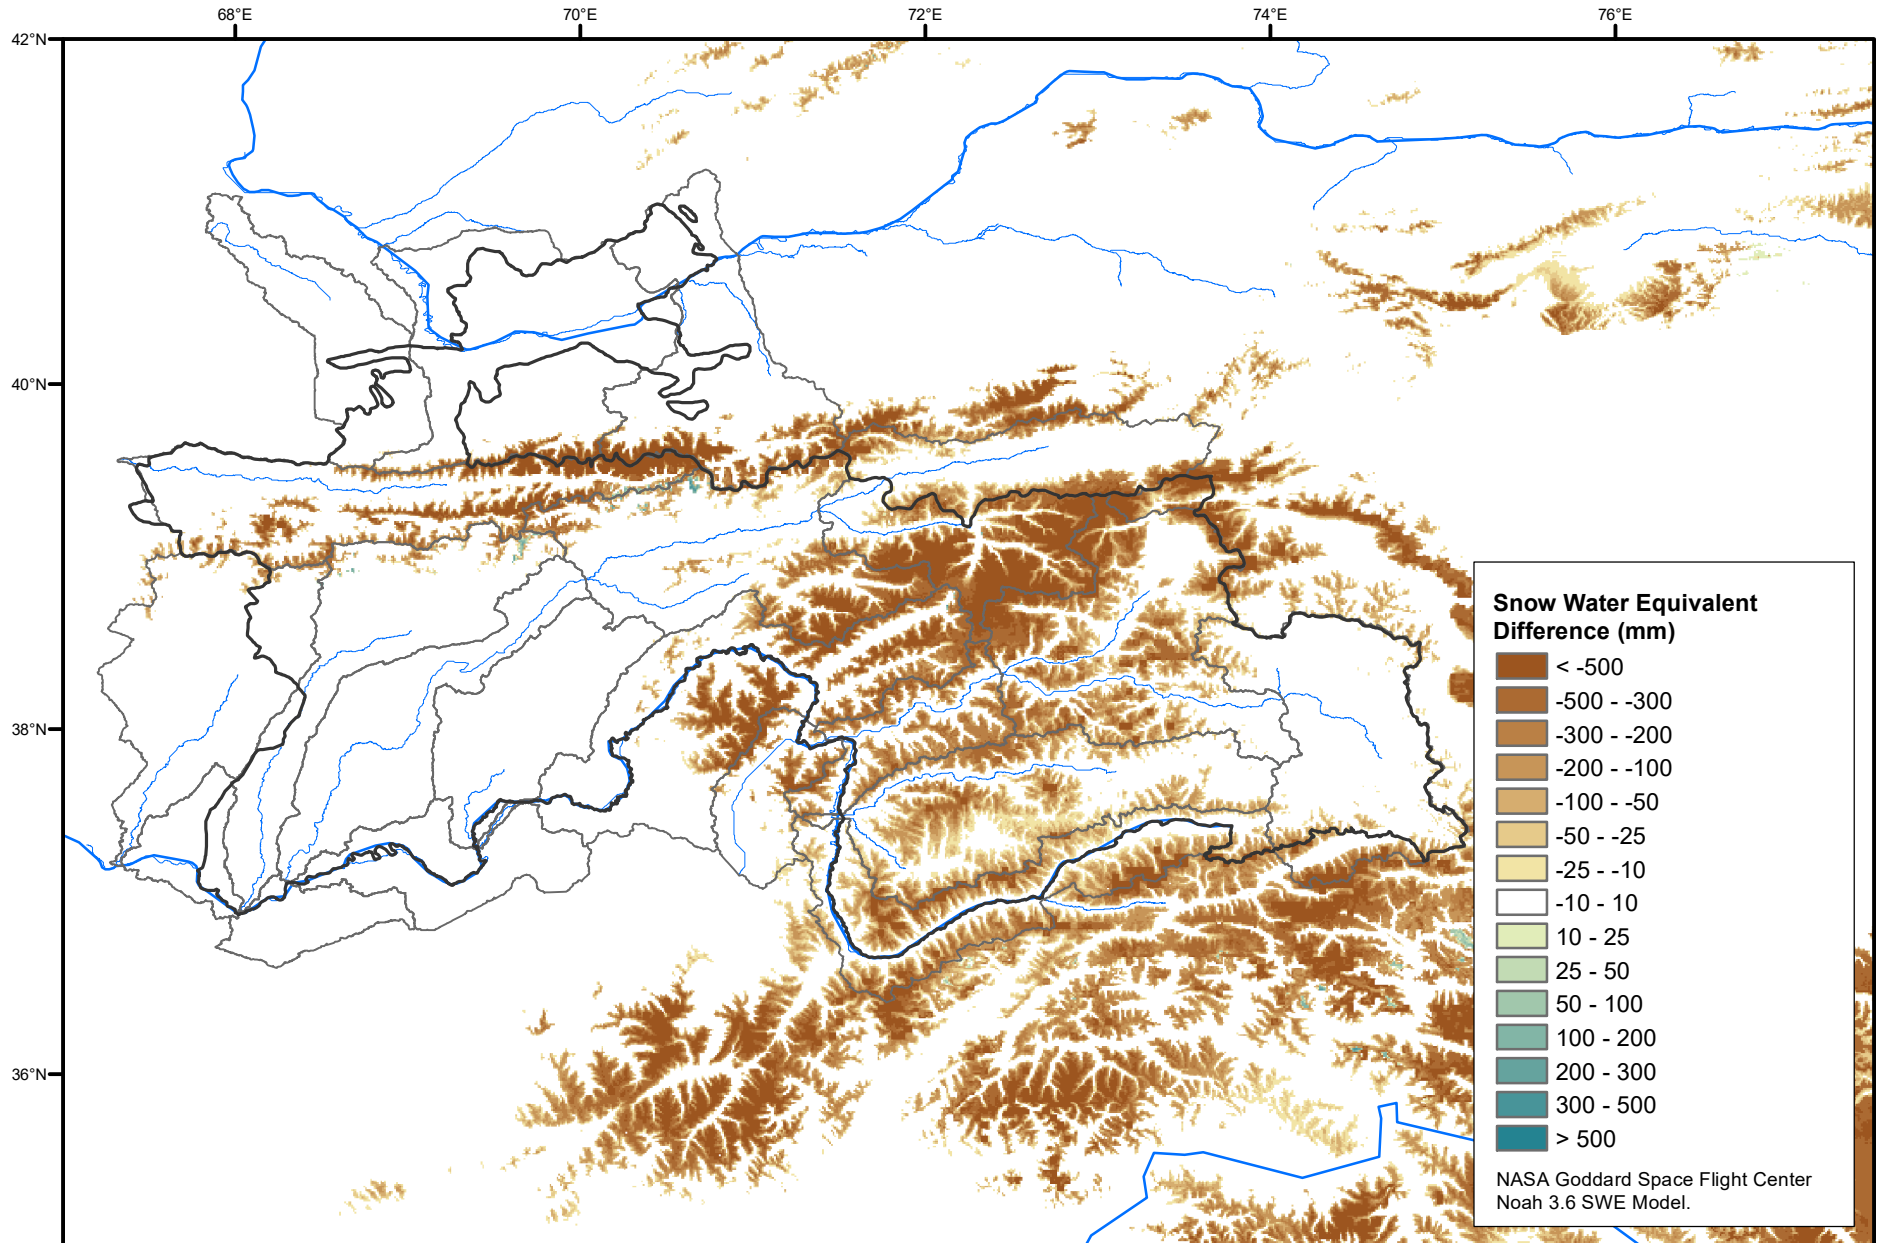 68°E 70°E 72°E 74°E 76°E
42°N
40°N
38°N
36°N
Snow Water Equivalent
Difference (mm)
< -500
-500 - -300
-300 - -200
-200 - -100
-100 - -50
-50 - -25
-25 - -10
-10 - 10
10 - 25
25 - 50
50 - 100
100 - 200
200 - 300
300 - 500
> 500
NASA Goddard Space Flight Center
Noah 3.6 SWE Model.